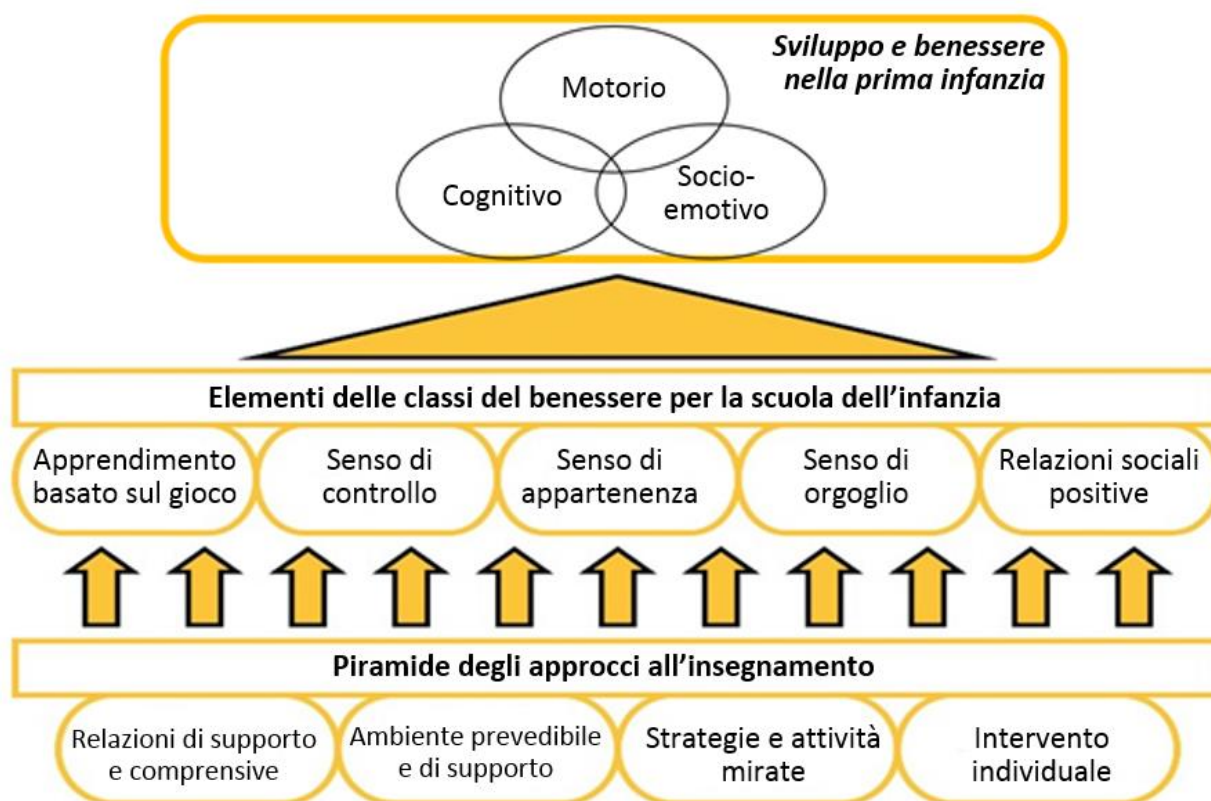 Sviluppo e benessere
nella prima infanzia
Motorio
Cognitivo
Socio-
emotivo
Elementi delle classi del benessere per la scuola dell’infanzia
Apprendimento
basato sul gioco
Senso di
controllo
Senso di
appartenenza
Senso di
orgoglio
Relazioni sociali
positive
Piramide degli approcci all’insegnamento
Relazioni di supporto
e comprensive
Ambiente prevedibile
e di supporto
Strategie e attività
mirate
Intervento
individuale